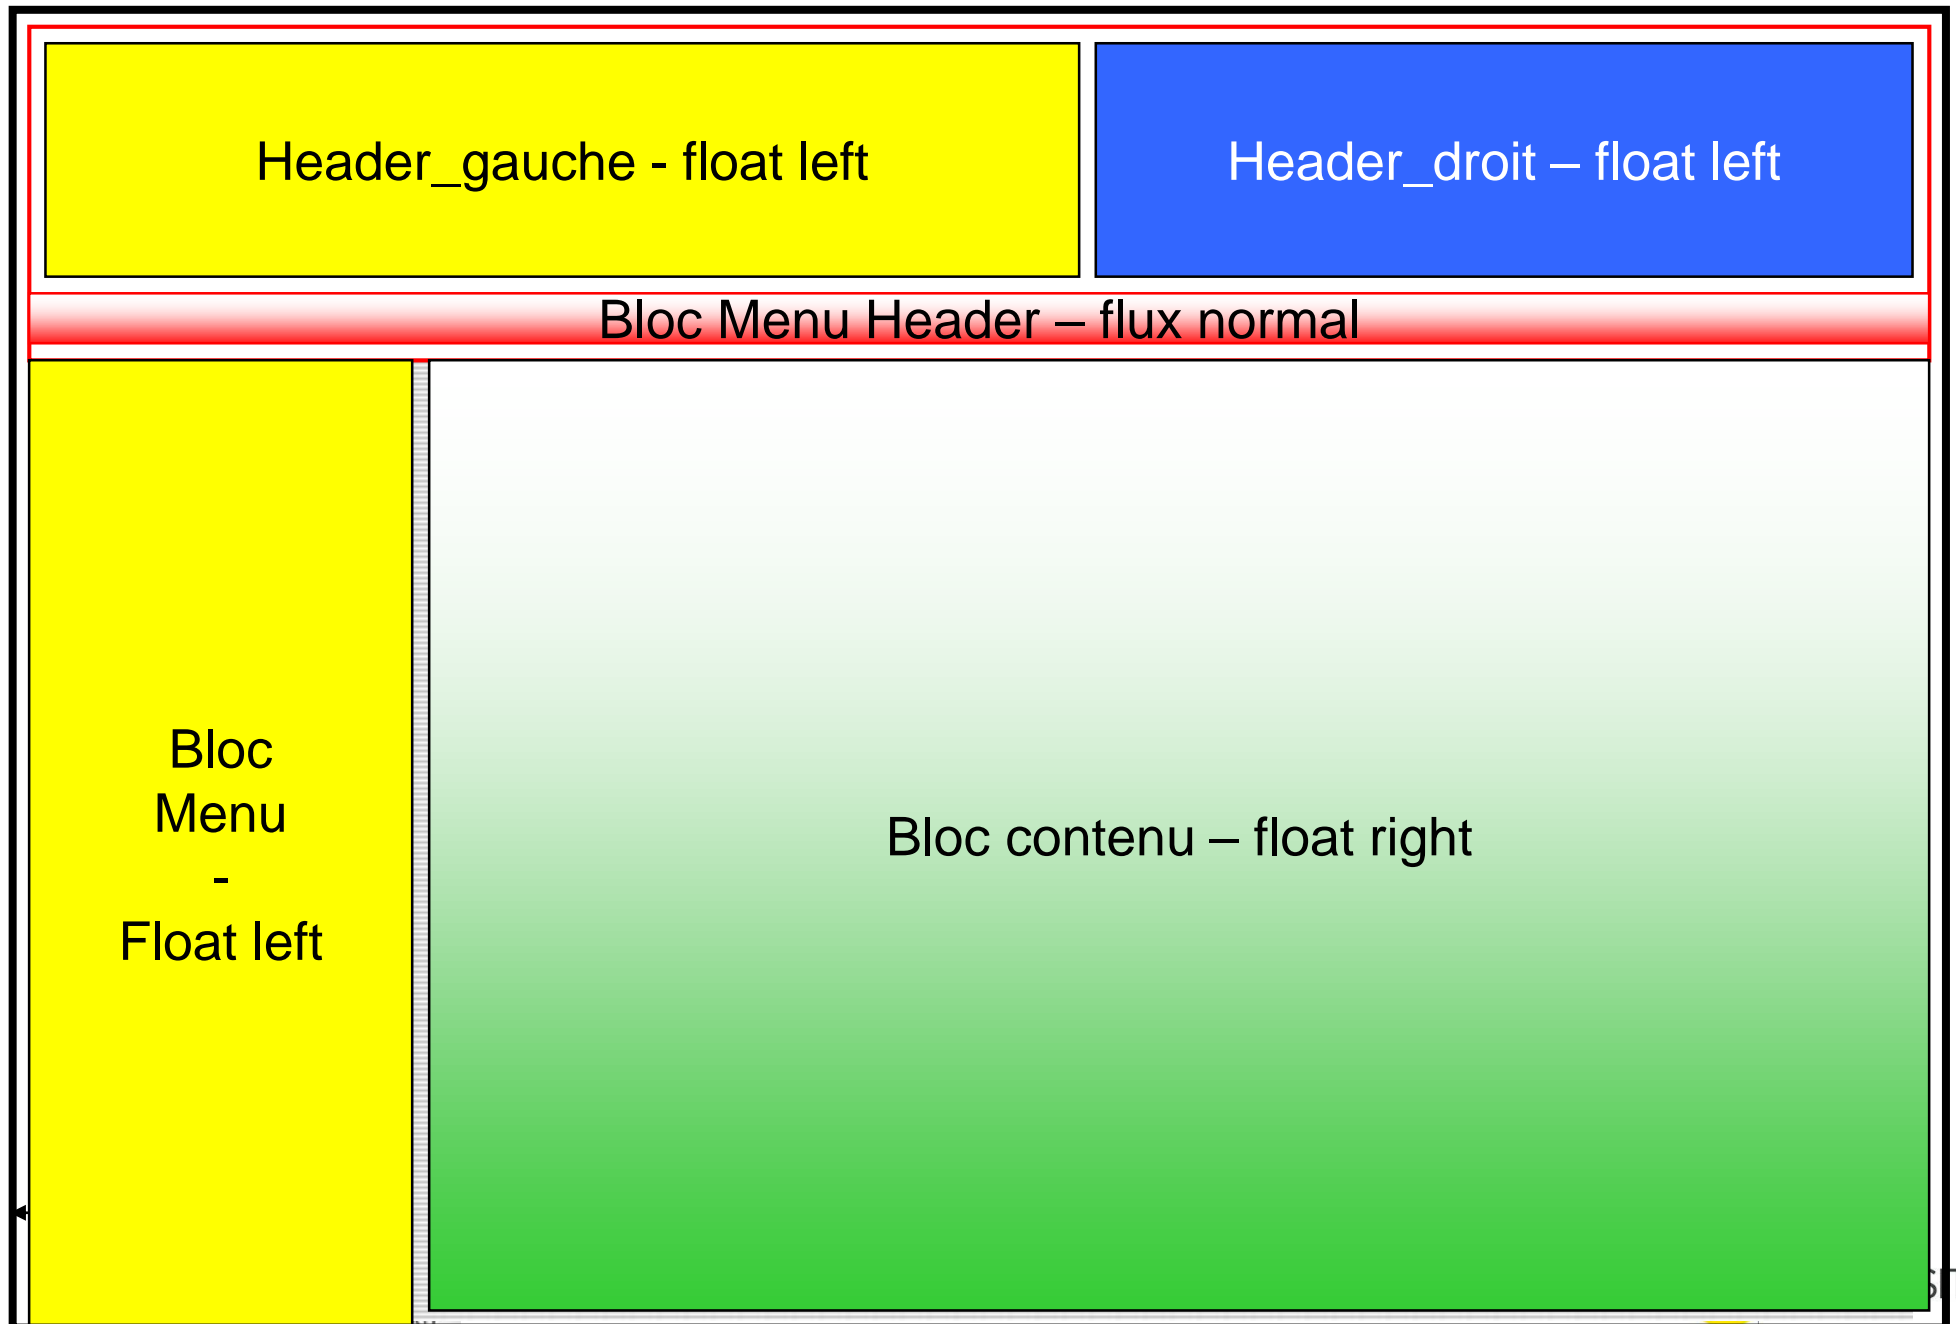 Header_gauche - float left
Header_droit – float left
Bloc Menu Header – flux normal
Bloc
Menu
-
Float left
Bloc contenu – float right